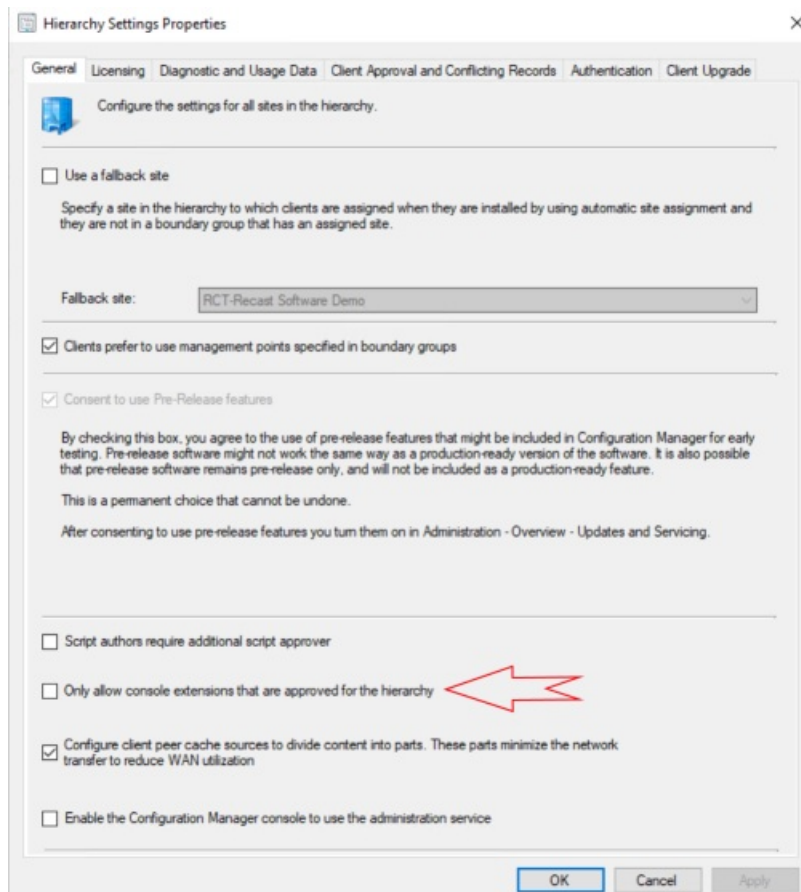 Hierarchy Settings Properties
General Licensing Diagnostic and Usage Data Client Approval and Conflicting Records Authentication Client Upgrade
Configure the settings for all sites in the hierarchy.
Use a fallback site
Specify a site in the hierarchy to which clients are assigned when they are installed by using automatic site assignment and
they are not in a boundary group that has an assigned site.
Fallback site: RCT-Recast Software Demo
Clients prefer to use management points specified in boundary groups
Consent to use Pre-Release features
By checking this box, you agree to the use of pre-release features that might be included in Configuration Manager for early
testing. Pre-release software might not work the same way as a production-ready version of the software. It is also possible
that pre-release software remains pre-release only, and will not be included as a production-ready feature.
This is a permanent choice that cannot be undone.
After consenting to use pre-release features you turn them on in Administration - Overview - Updates and Servicing.
Script authors require additional script approver
Only allow console extensions that are approved for the hierarchy
Configure client peer cache sources to divide content into parts. These parts minimize the network
transfer to reduce WAN utilization
Enable the Configuration Manager console to use the administration service
OK Cancel Apply